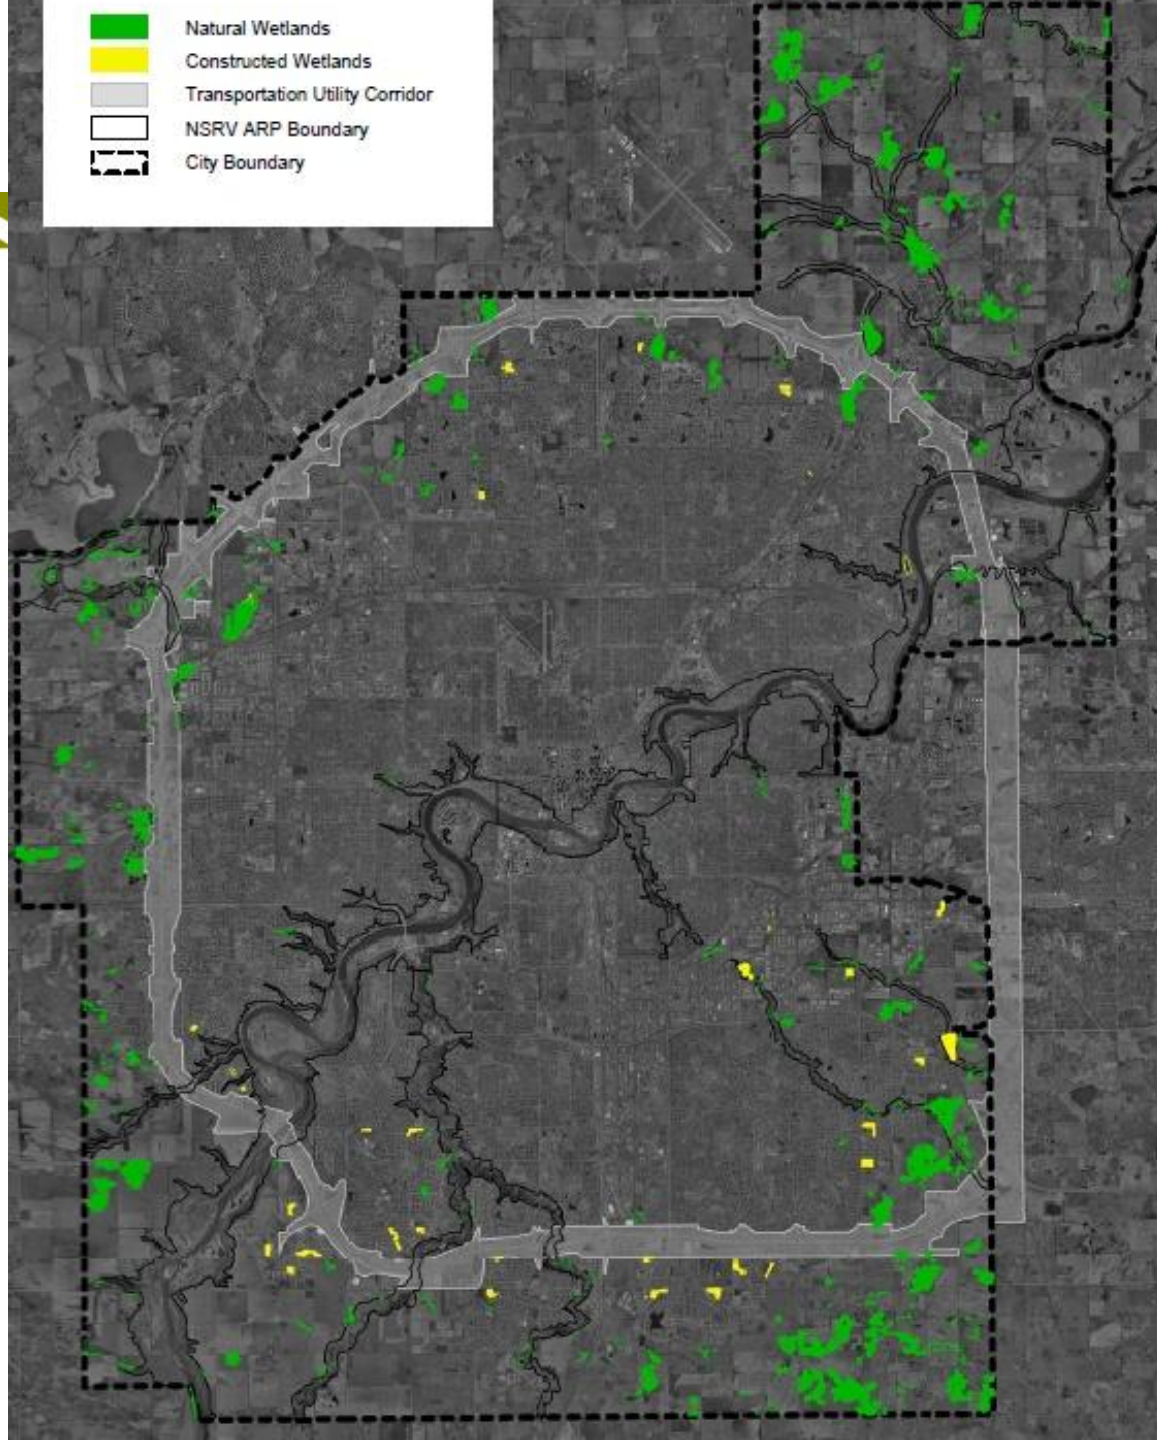 Natural Wetlands
Constructed Wetlands
Transportation Utility Corridor
NSRV ARP Boundary
City Boundary